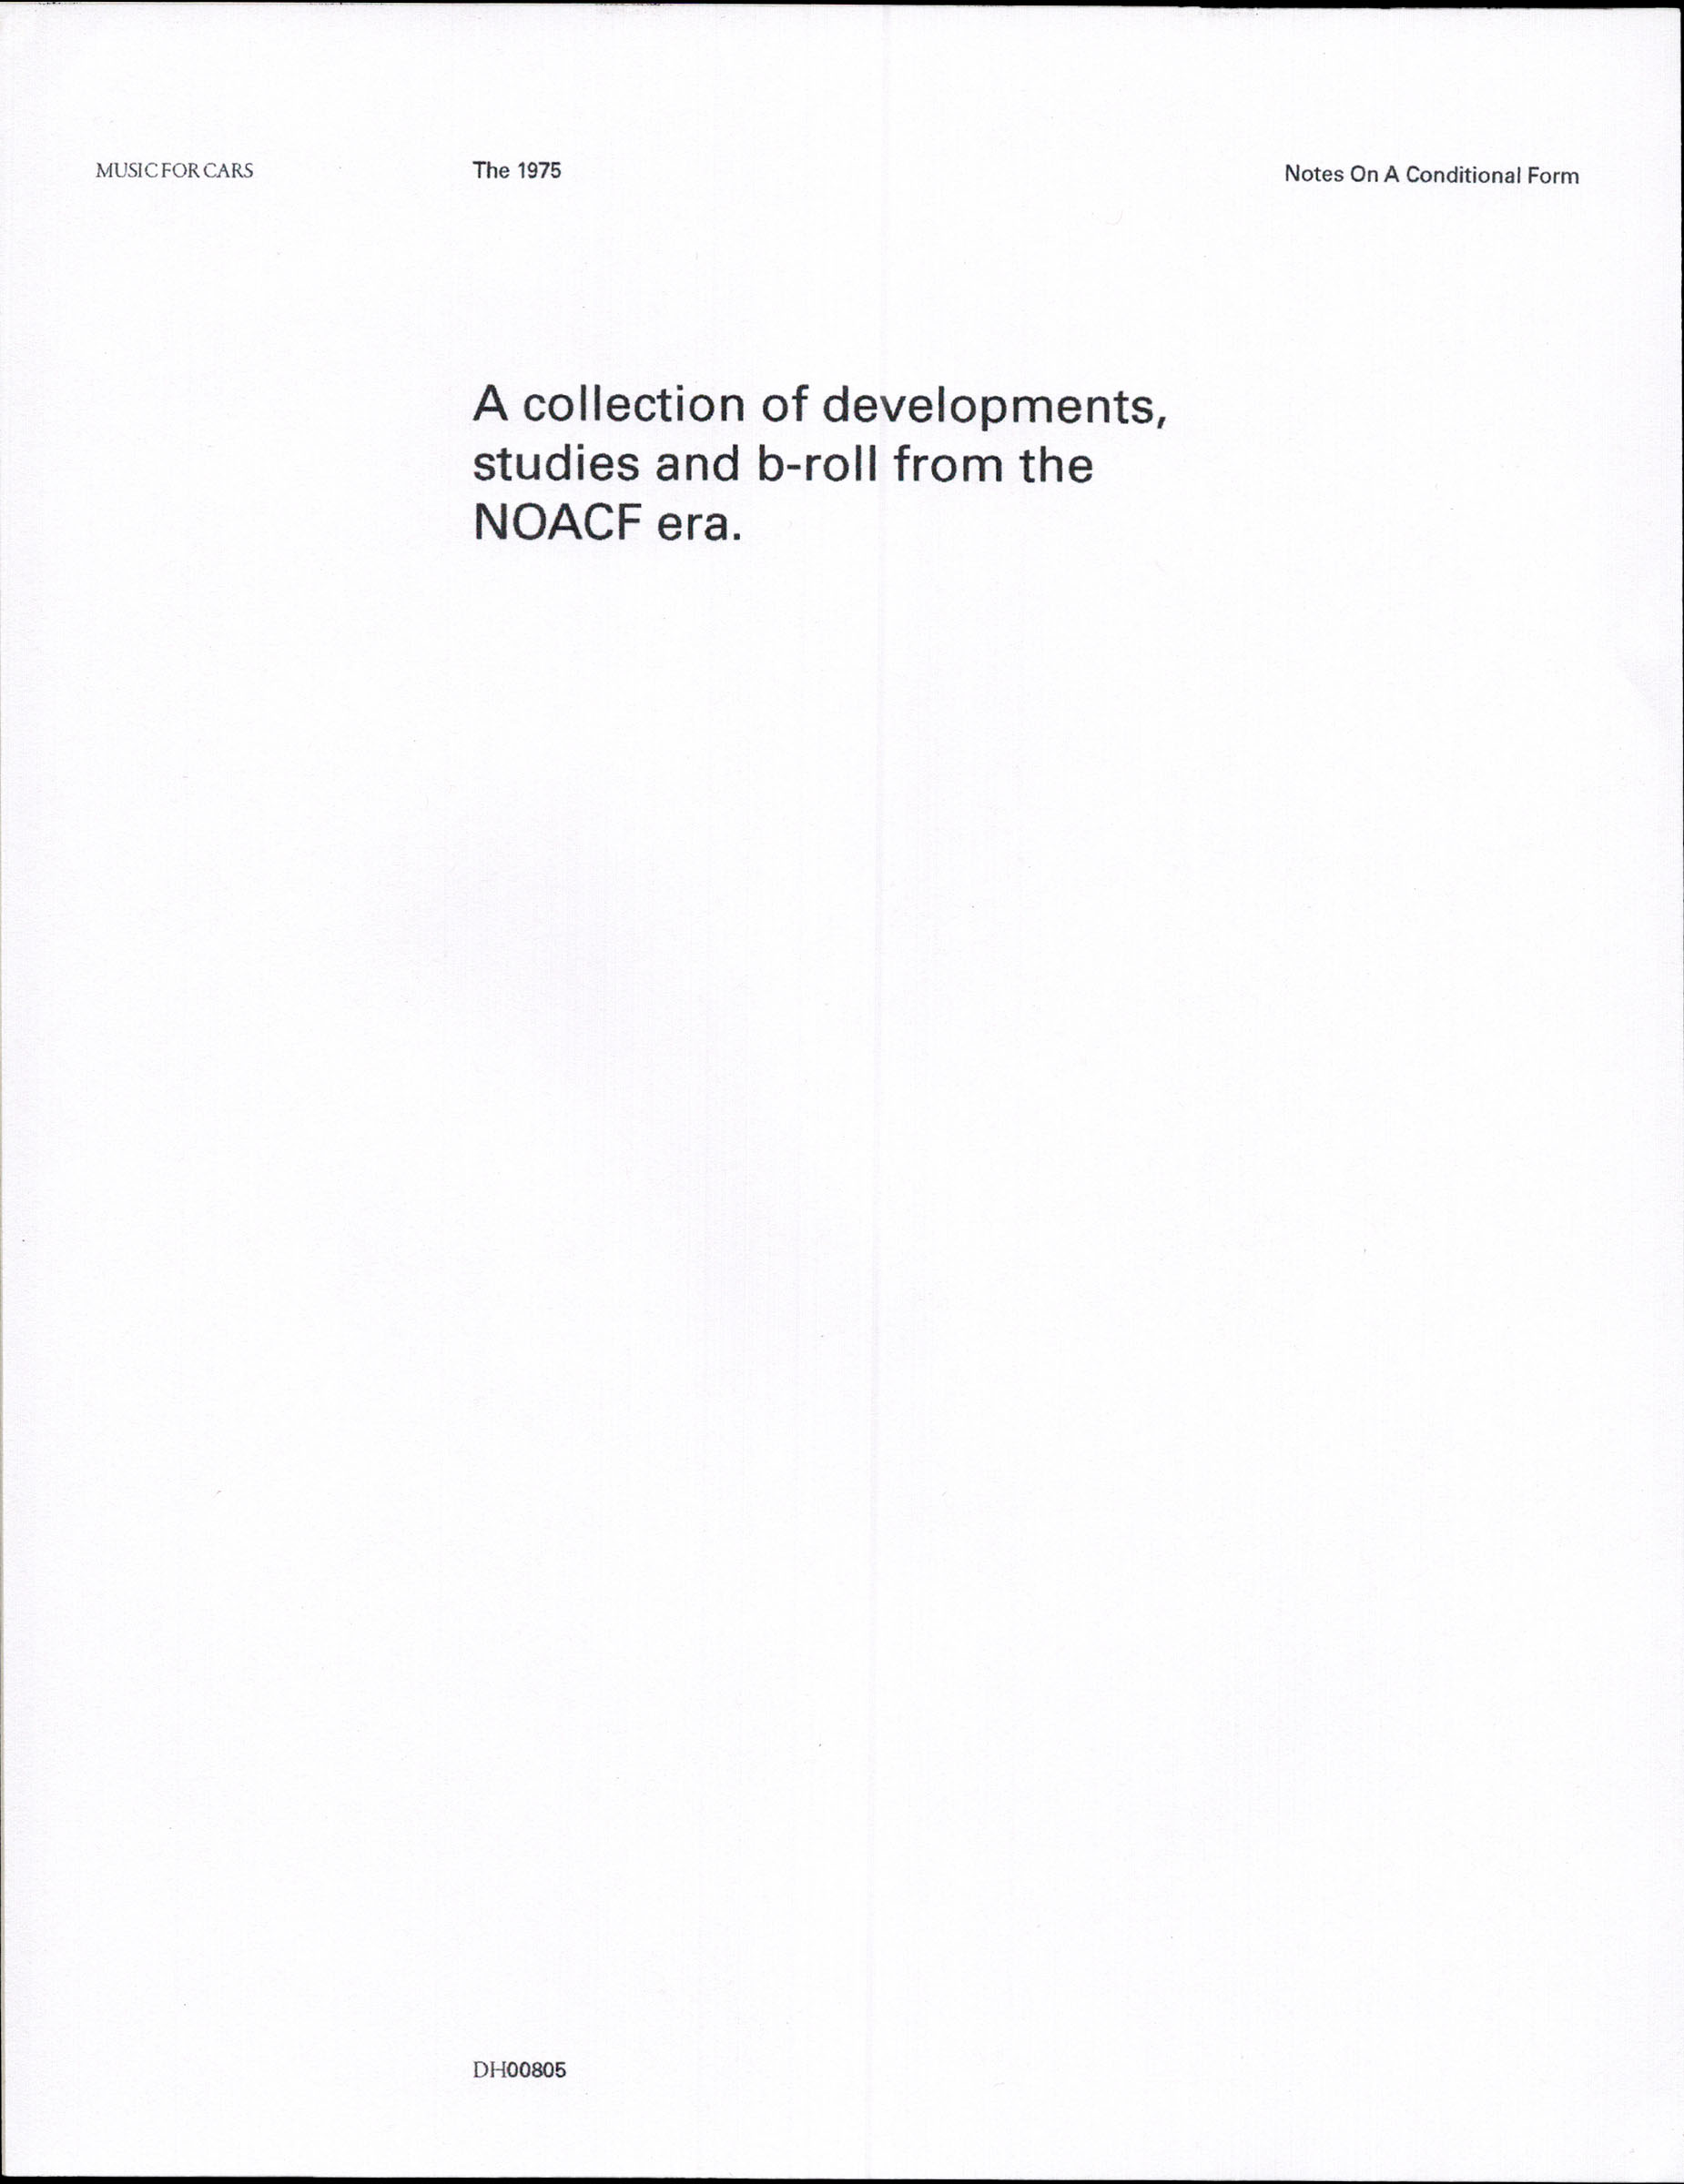 MUSIC FOR CARS
The 1975
Notes On A Conditional Form
A collection of developments,
studies and b-roll from the
NOACF era.
DH00805